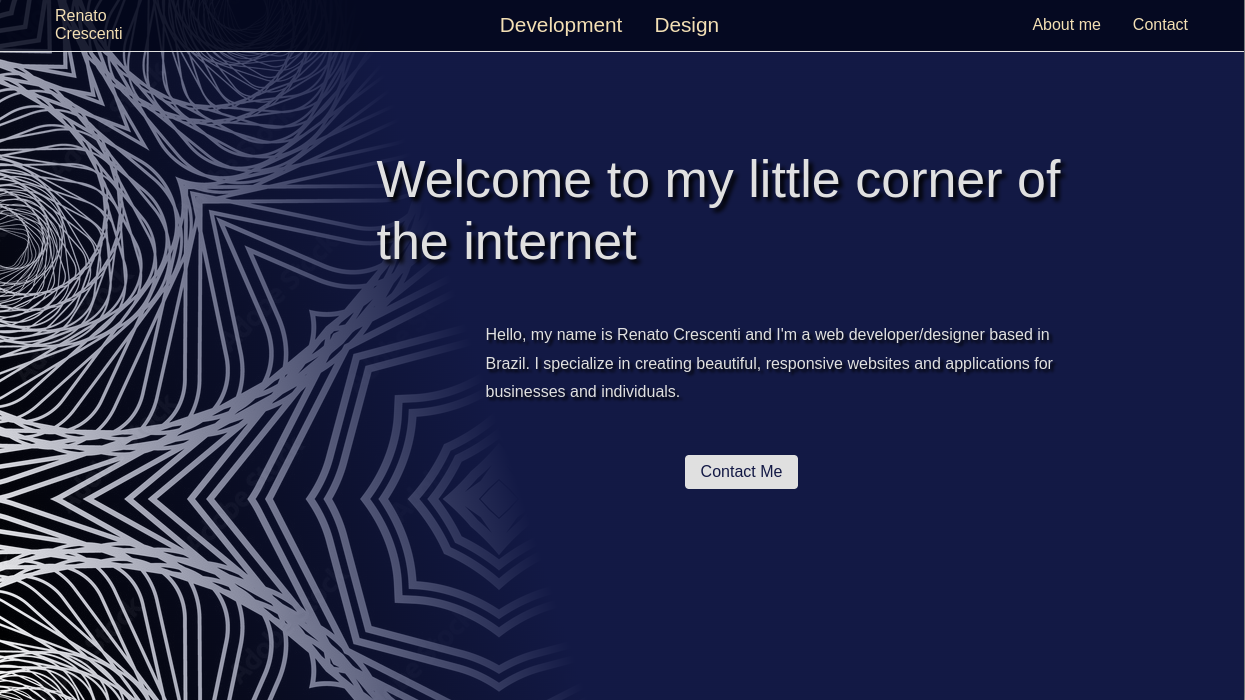 Renato
Crescenti
Development Design
About me Contact
Welcome to my little corner of
the internet
Hello, my name is Renato Crescenti and I'm a web developer/designer based in
Brazil. I specialize in creating beautiful, responsive websites and applications for
businesses and individuals.
Contact Me